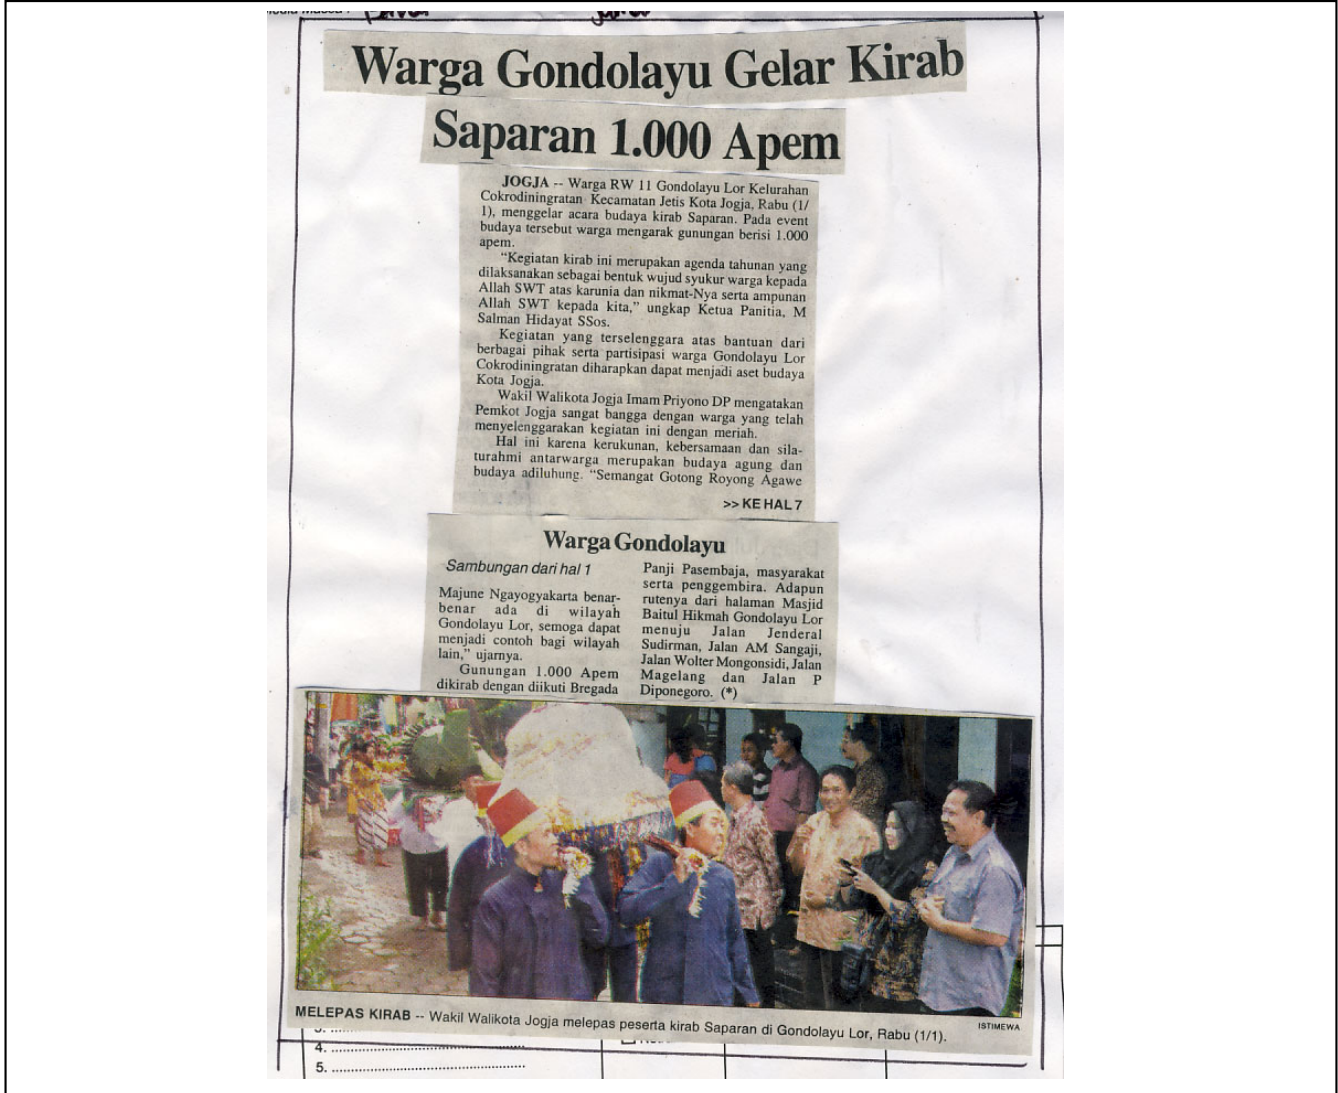 Warga Gondolayu Gelar Kirab
Saparan 1.000 Apem
JOGJA -- Warga RW 11 Gondolayu Lor Kelurahan
Cokrodiningratan Kecamatan Jetis Kota Jogja, Rabu (1/
1), menggelar acara budaya kirab Saparan. Pada event
budaya tersebut warga mengarak gunungan berisi 1.000
apem.
“Kegiatan kirab ini merupakan agenda tahunan yang
dilaksanakan sebagai bentuk wujud syukur warga kepada
Allah SWT atas karunia dan nikmat-Nya serta ampunan
Allah SWT kepada kita,” ungkap Ketua Panitia, M
Salman Hidayat SSos.
Kegiatan yang terselenggara atas bantuan dari
berbagai pihak serta partisipasi warga Gondolayu Lor
Cokrodiningratan diharapkan dapat menjadi aset budaya
Kota Jogja.
Wakil Walikota Jogja Imam Priyono DP mengatakan
Pemkot Jogja sangat bangga dengan warga yang telah
menyelenggarakan kegiatan ini dengan meriah.
Hal ini karena kerukunan, kebersamaan dan sila-
turahmi antarwarga merupakan budaya agung dan
budaya adiluhung. “Semangat Gotong Royong Agawe
>> KE HAL 7
Warga Gondolayu
Sambungan dari hal 1
Majune Ngayogyakarta benar-
benar ada di wilayah
Gondolayu Lor, semoga dapat
menjadi contoh bagi wilayah
lain,” ujarnya.
Gunungan 1.000 Apem
dikirab dengan diikuti Bregada
Panji Pasembaja, masyarakat
serta penggembira. Adapun
rutenya dari halaman Masjid
Baitul Hikmah Gondolayu Lor
menuju Jalan Jenderal
Sudirman, Jalan AM Sangaji,
Jalan Wolter Mongonsidi, Jalan
Magelang dan Jalan P
Diponegoro. (*)
MELEPAS KIRAB -- Wakil Walikota Jogja melepas peserta kirab Saparan di Gondolayu Lor, Rabu (1/1).
ISTIMEWA
4. ..........................................................
5. ..........................................................